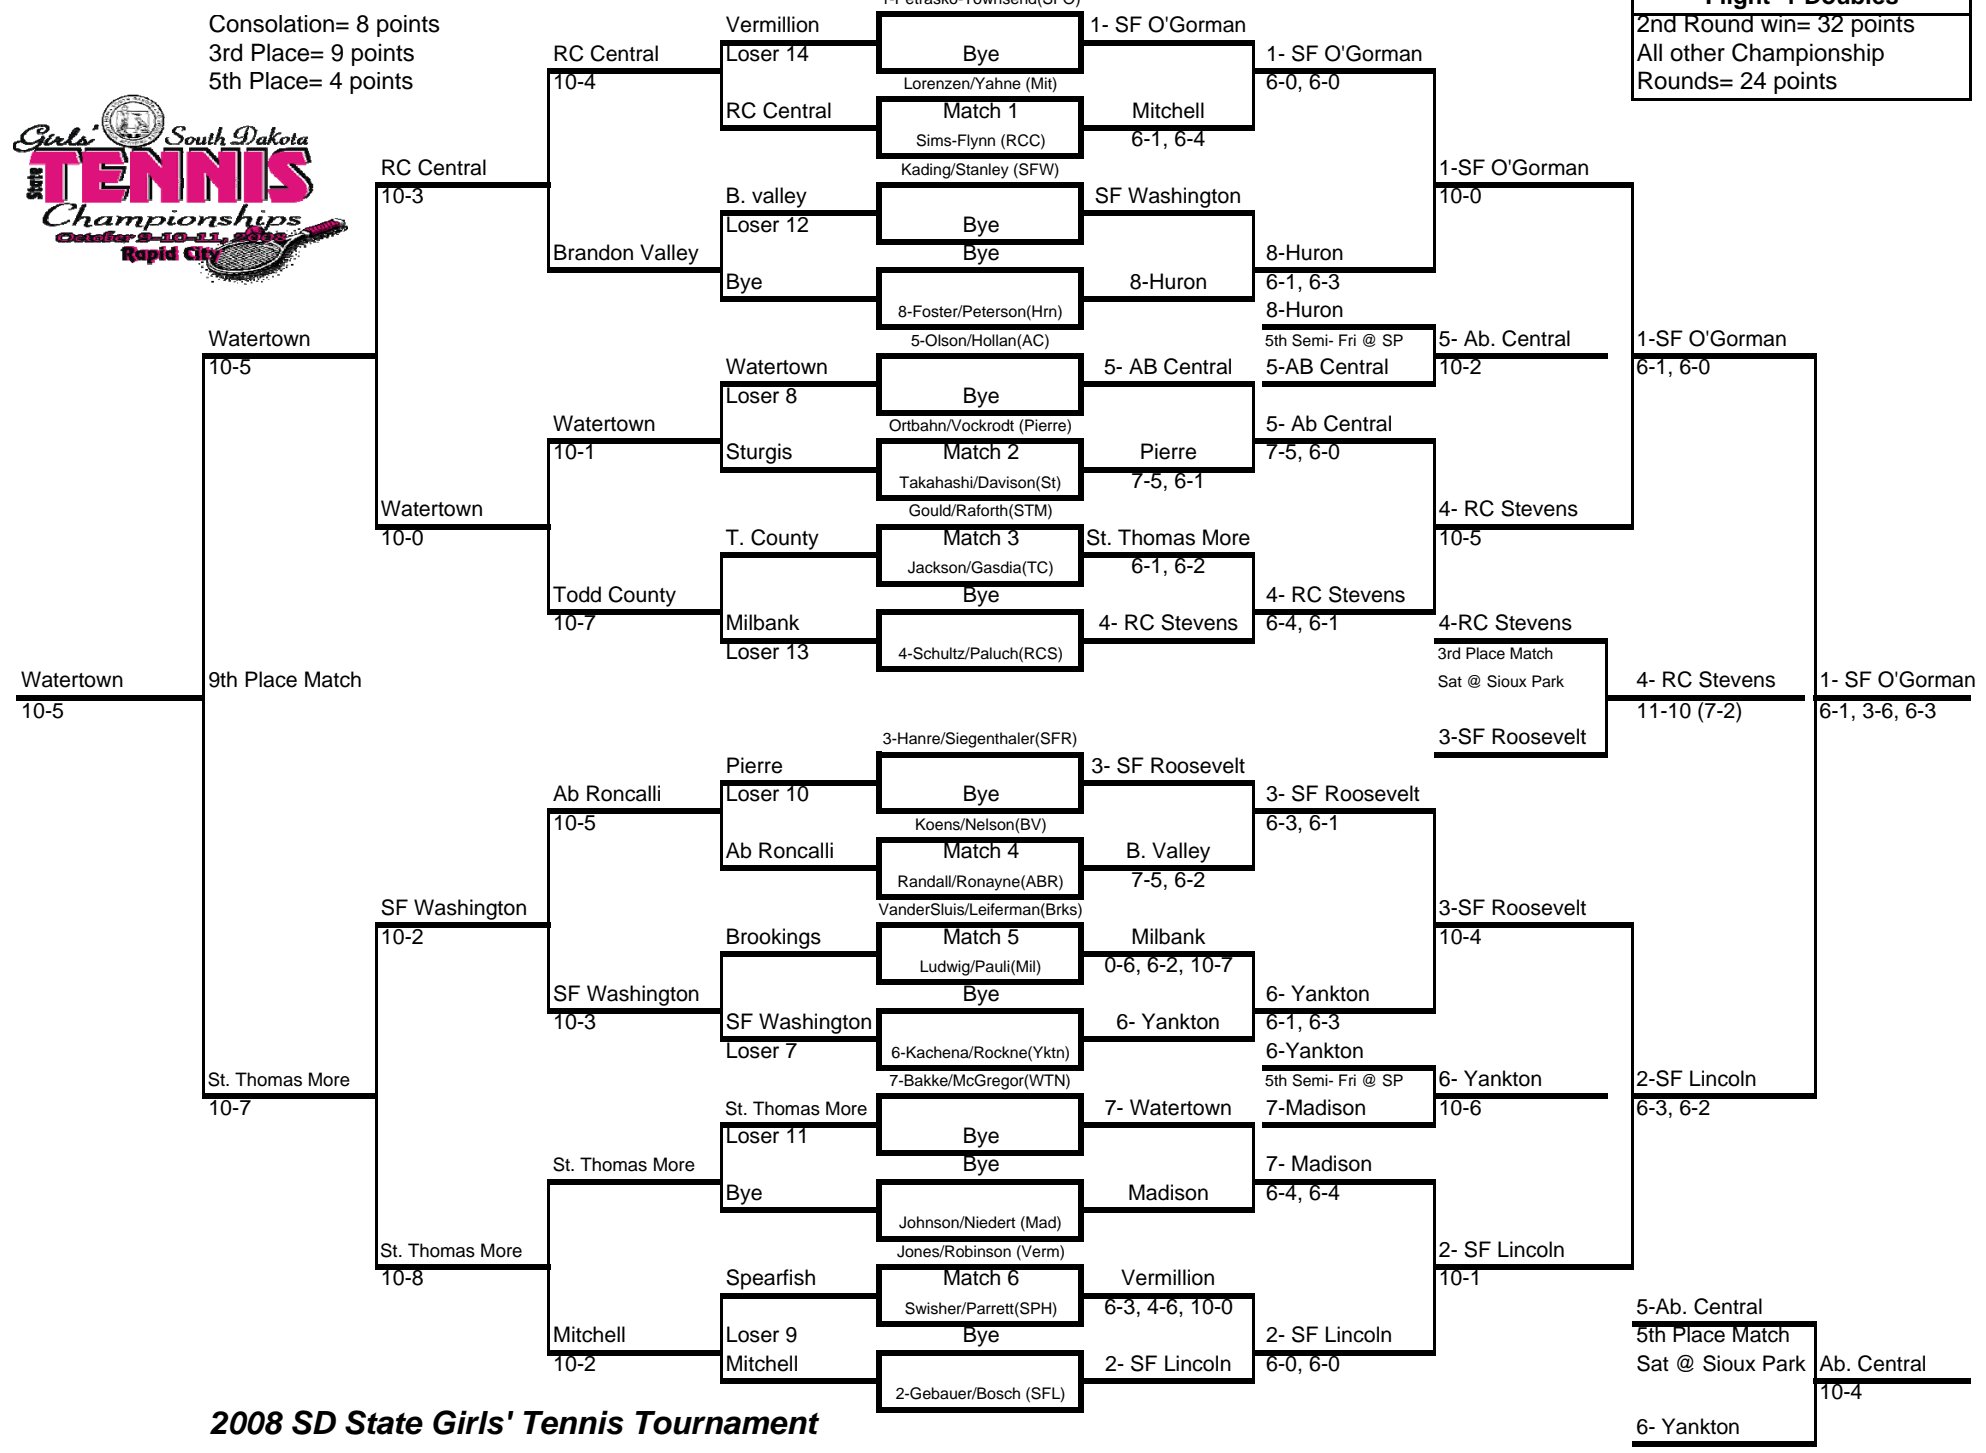 Consolation= 8 points
3rd Place= 9 points
5th Place= 4 points
2nd Round win= 32 points
All other Championship
Rounds= 24 points
Girls' South Dakota
State
TENNIS
Championships
Rapid City
Watertown
10-5
Watertown
10-5
9th Place Match
St. Thomas More
10-7
RC Central
10-3
Watertown
10-0
SF Washington
10-2
St. Thomas More
10-8
RC Central
10-4
Brandon Valley
Watertown
10-1
Todd County
10-7
Ab Roncalli
10-5
SF Washington
10-3
St. Thomas More
Mitchell
10-2
Vermillion
Loser 14
RC Central
B. valley
Loser 12
Bye
Watertown
Loser 8
Sturgis
T. County
Milbank
Loser 13
Pierre
Loser 10
Ab Roncalli
Brookings
SF Washington
Loser 7
St. Thomas More
Loser 11
Bye
Spearfish
Loser 9
Mitchell
Bye
Lorenzen/Yahne (Mit)
Match 1
Sims-Flynn (RCC)
Kading/Stanley (SFW)
Bye
Bye
8-Foster/Peterson(Hrn)
5-Olson/Hollan(AC)
Bye
Ortbahn/Vockrodt (Pierre)
Match 2
Takahashi/Davison(St)
Gould/Raforth(STM)
Match 3
Jackson/Gasdia(TC)
Bye
4-Schultz/Paluch(RCS)
3-Hanre/Siegenthaler(SFR)
Bye
Koens/Nelson(BV)
Match 4
Randall/Ronayne(ABR)
VanderSluis/Leiferman(Brks)
Match 5
Ludwig/Pauli(Mil)
Bye
6-Kachena/Rockne(Yktn)
7-Bakke/McGregor(WTN)
Bye
Bye
Johnson/Niedert (Mad)
Jones/Robinson (Verm)
Match 6
Swisher/Parrett(SPH)
Bye
2-Gebauer/Bosch (SFL)
1- SF O'Gorman
Mitchell
6-1, 6-4
SF Washington
8-Huron
5- AB Central
Pierre
7-5, 6-1
St. Thomas More
6-1, 6-2
4- RC Stevens
3- SF Roosevelt
B. Valley
7-5, 6-2
Milbank
0-6, 6-2, 10-7
6- Yankton
7- Watertown
Madison
Vermillion
6-3, 4-6, 10-0
2- SF Lincoln
1- SF O'Gorman
6-0, 6-0
8-Huron
6-1, 6-3
8-Huron
5th Semi- Fri @ SP
5-AB Central
5- Ab Central
7-5, 6-0
4- RC Stevens
6-4, 6-1
3- SF Roosevelt
6-3, 6-1
6- Yankton
6-1, 6-3
6-Yankton
5th Semi- Fri @ SP
7-Madison
7- Madison
6-4, 6-4
2- SF Lincoln
6-0, 6-0
1-SF O'Gorman
10-0
5- Ab. Central
10-2
4- RC Stevens
10-5
4-RC Stevens
3rd Place Match
Sat @ Sioux Park
3-SF Roosevelt
3-SF Roosevelt
10-4
6- Yankton
10-6
2- SF Lincoln
10-1
1-SF O'Gorman
6-1, 6-0
4- RC Stevens
11-10 (7-2)
2-SF Lincoln
6-3, 6-2
5-Ab. Central
5th Place Match
Sat @ Sioux Park
6- Yankton
1- SF O'Gorman
6-1, 3-6, 6-3
Ab. Central
10-4
2008 SD State Girls' Tennis Tournament